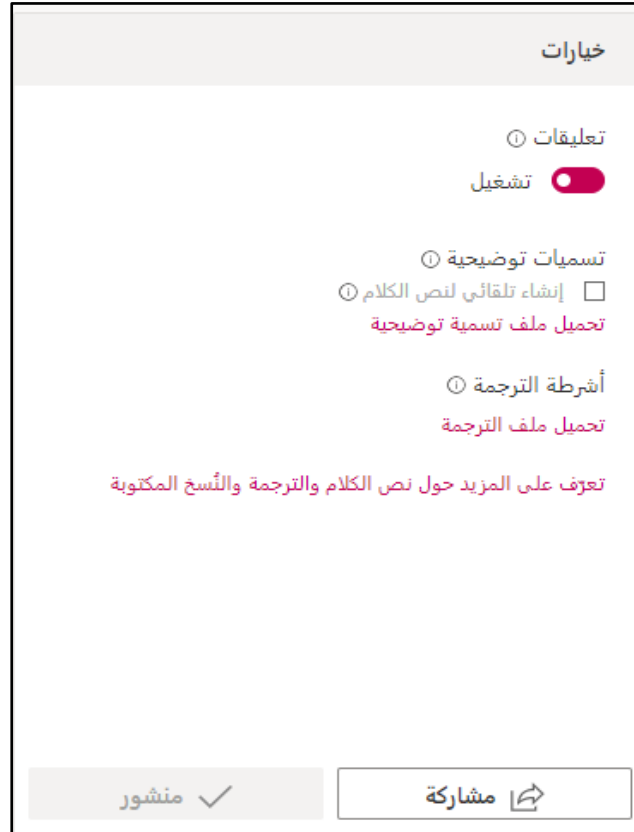 خيارات
تعليقات
تشغيل
تسميات توضيحية
إنشاء تلقائي لنص الكلام
تحميل ملف تسمية توضيحية
أشرطة الترجمة
تحميل ملف الترجمة
تعرّف على المزيد حول نص الكلام والترجمة والنُسخ المكتوبة
مشاركة
منشور